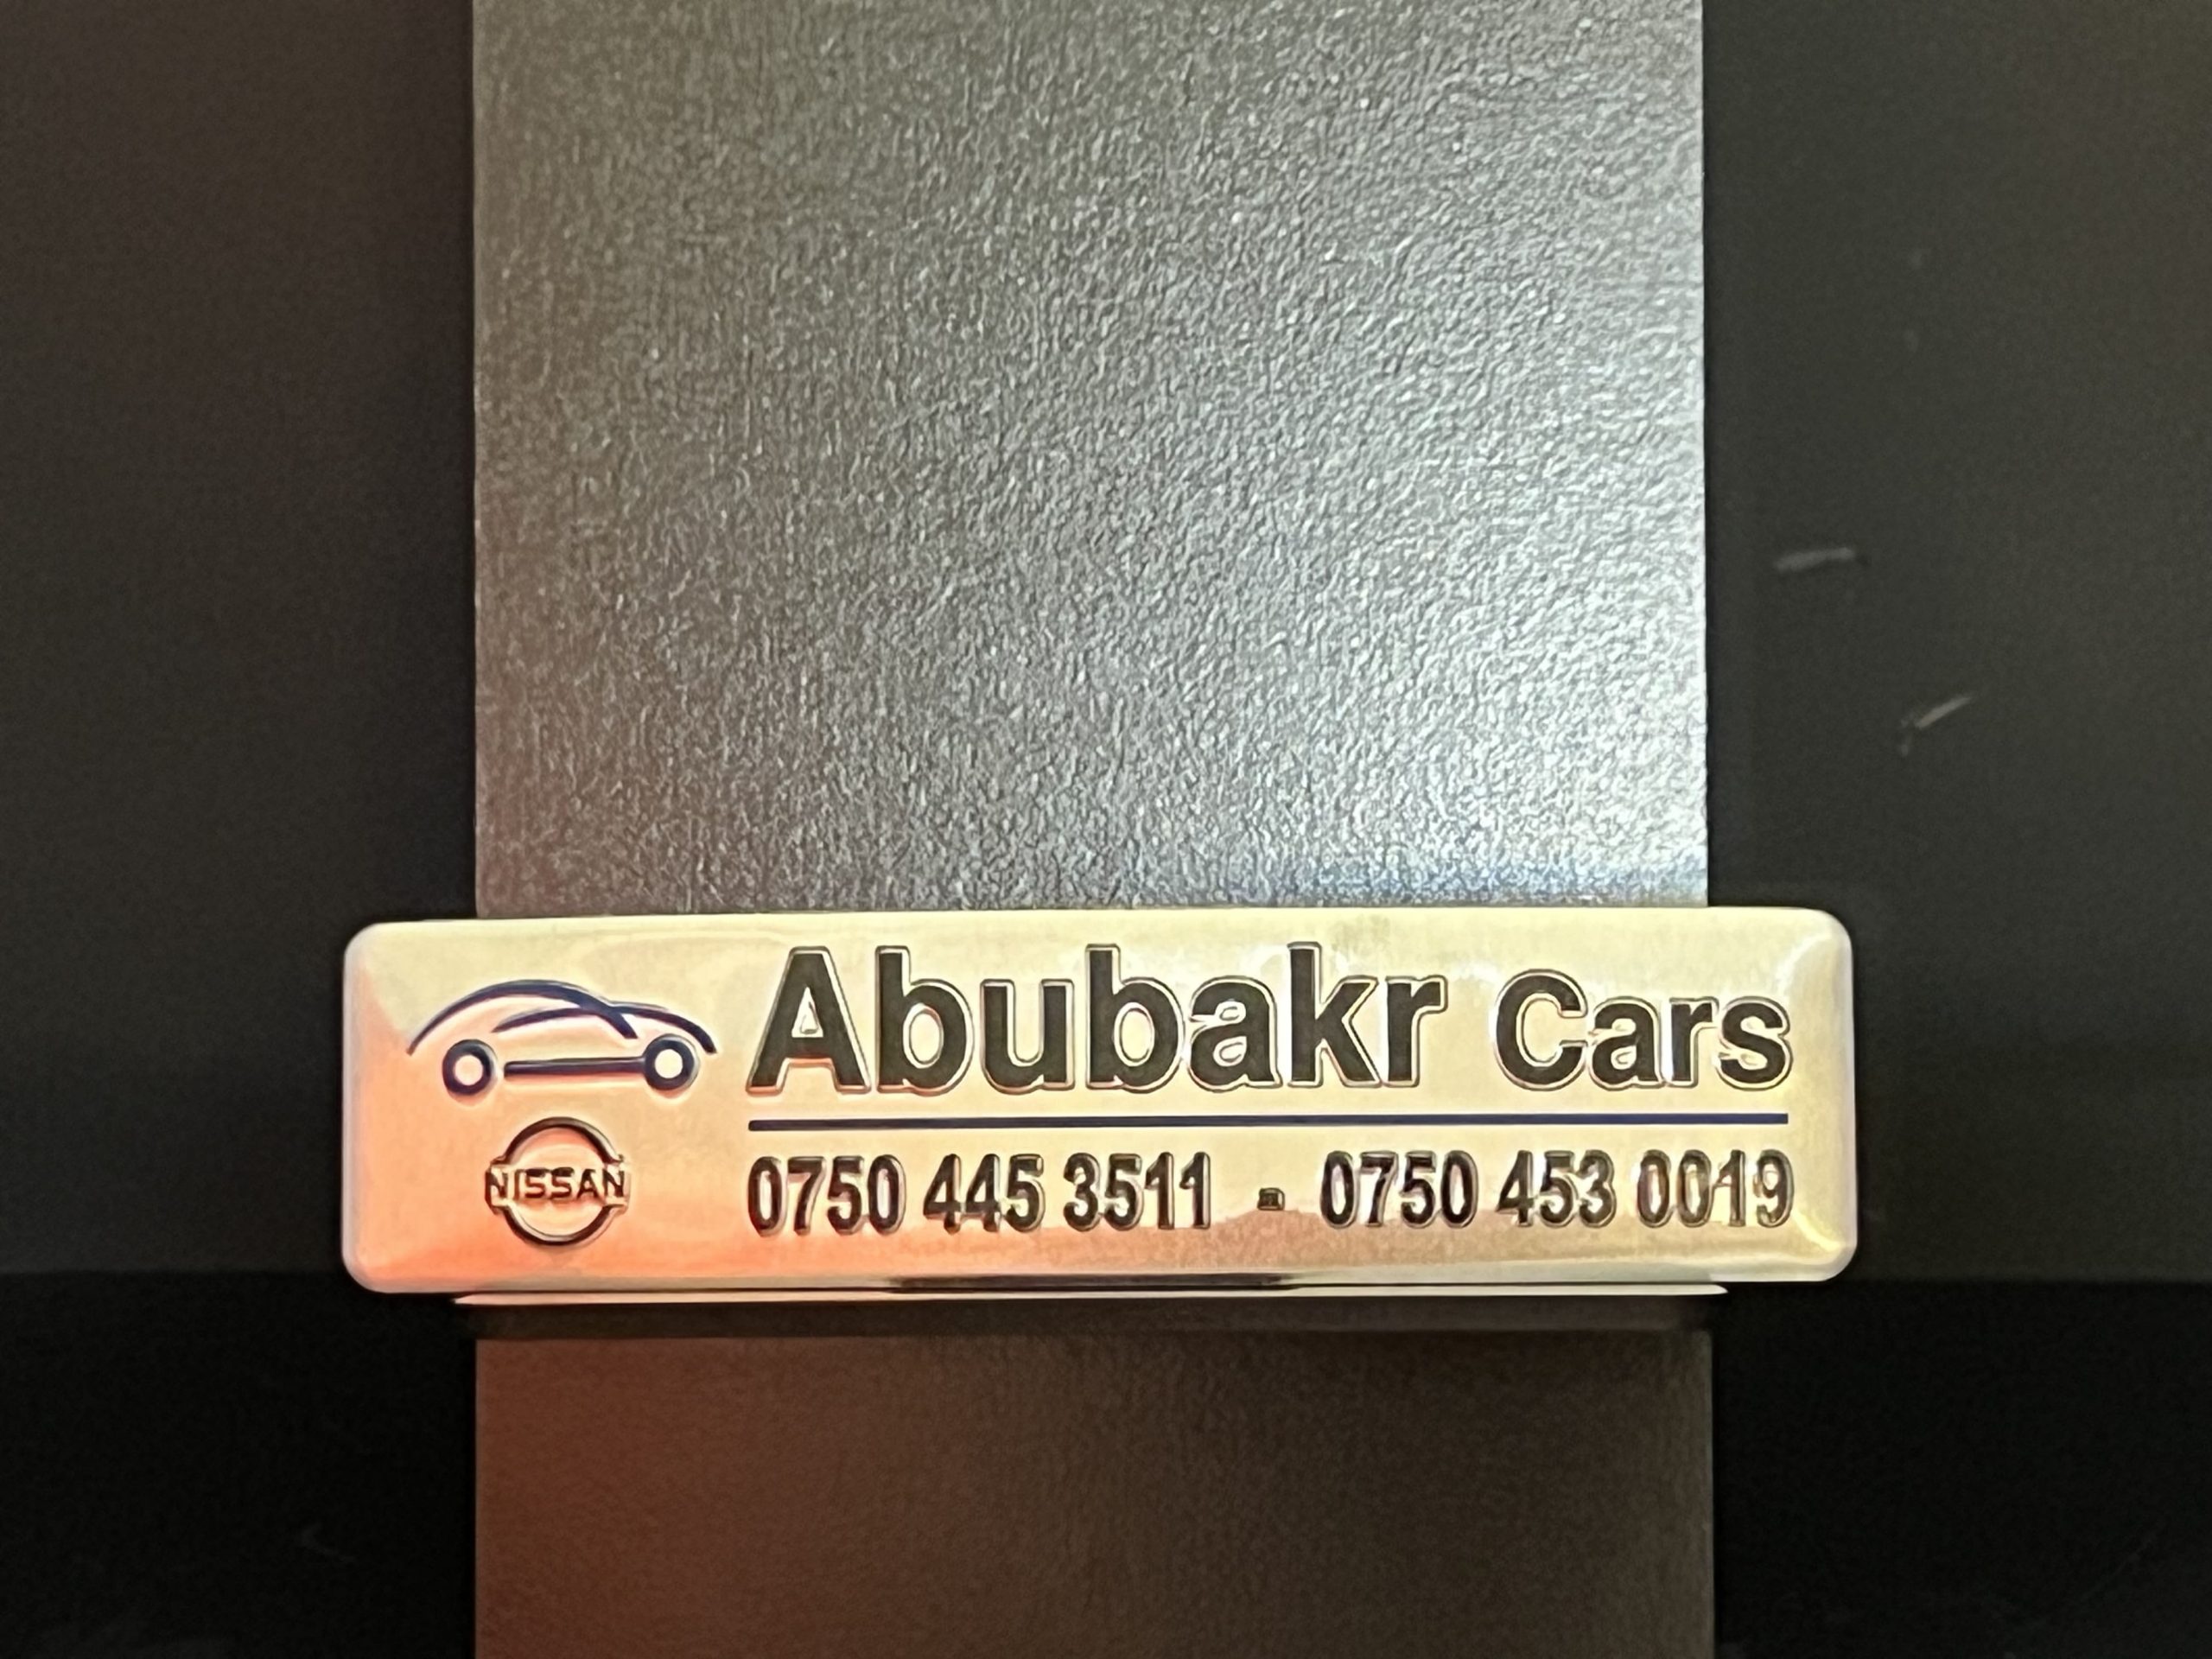 Abubakr Cars
NISSAN
0750 445 3511 - 0750 453 0019